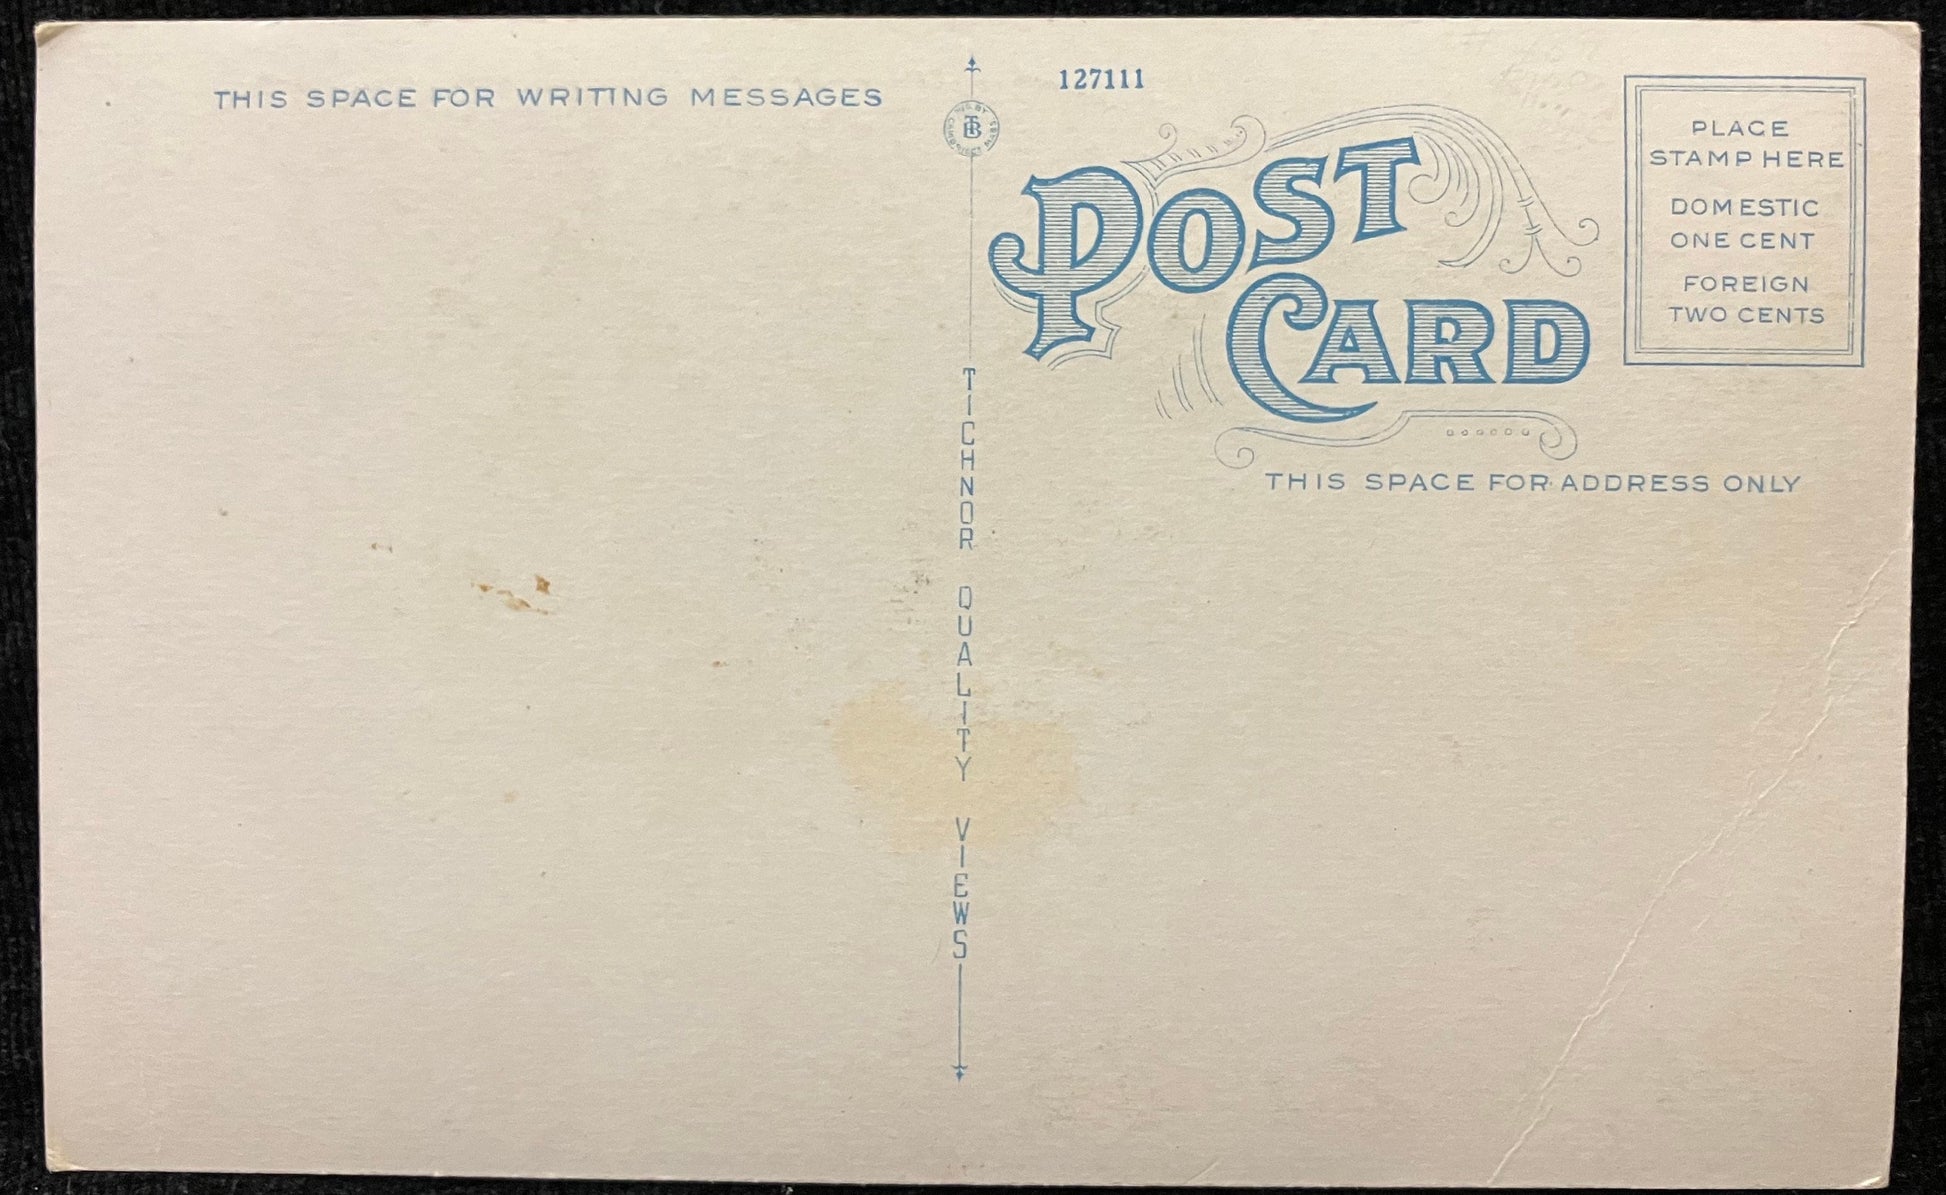 THIS SPACE FOR WRITING MESSAGES
127111
POST
CARD
THIS SPACE FOR ADDRESS ONLY
PLACE
STAMP HERE
DOMESTIC
ONE CENT
FOREIGN
TWO CENTS
TB
TICHNOR QUALITY VIEWS